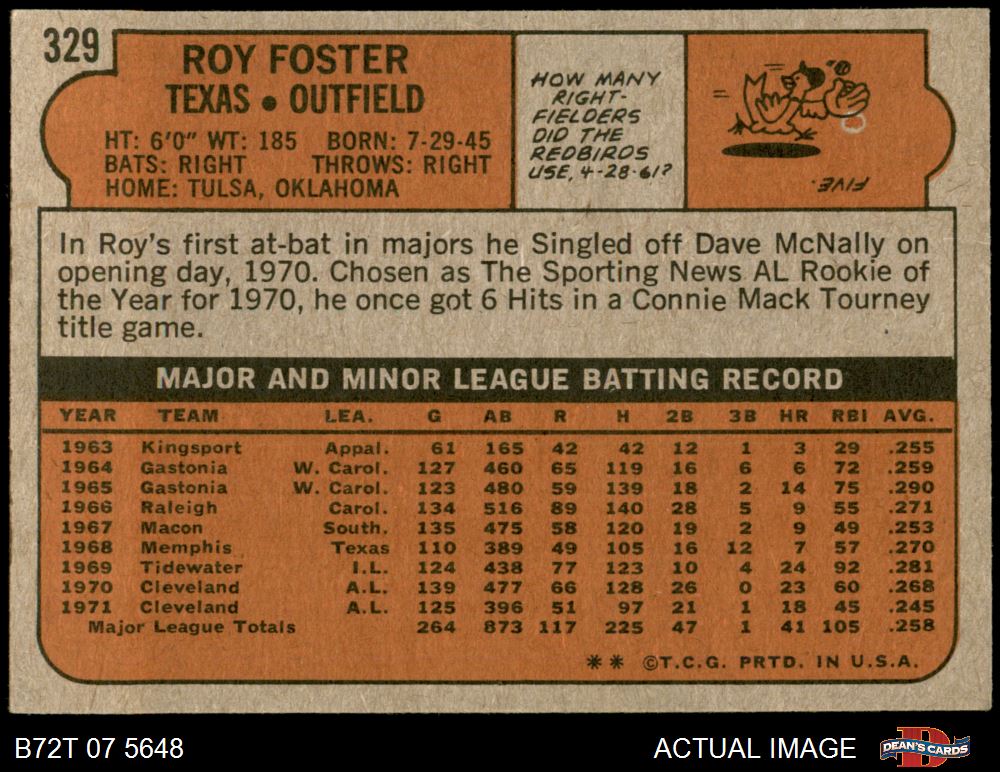 329
ROY FOSTER
TEXAS • OUTFIELD
HT: 6'0" WT: 185 BORN: 7-29-45
BATS: RIGHT THROWS: RIGHT
HOME: TULSA, OKLAHOMA
HOW MANY
RIGHT-
FIELDERS
DID THE
REDBIRDS
USE, 4-28-61?
FIVE
In Roy's first at-bat in majors he Singled off Dave McNally on
opening day, 1970. Chosen as The Sporting News AL Rookie of
the Year for 1970, he once got 6 Hits in a Connie Mack Tourney
title game.
MAJOR AND MINOR LEAGUE BATTING RECORD
YEAR TEAM LEA. G AB R H 2B 3B HR RBI AVG.
1963 Kingsport Appal. 61 165 42 42 12 1 3 29 .255
1964 Gastonia W. Carol. 127 460 65 119 16 6 6 72 .259
1965 Gastonia W. Carol. 123 480 59 139 18 2 14 75 .290
1966 Raleigh Carol. 134 516 89 140 28 5 9 55 .271
1967 Macon South. 135 475 58 120 19 2 9 49 .253
1968 Memphis Texas 110 389 49 105 16 12 7 57 .270
1969 Tidewater I.L. 124 438 77 123 10 4 24 92 .281
1970 Cleveland A.L. 139 477 66 128 26 0 23 60 .268
1971 Cleveland A.L. 125 396 51 97 21 1 18 45 .245
Major League Totals 264 873 117 225 47 1 41 105 .258
** ©T.C.G. PRTD. IN U.S.A.
B72T 07 5648
ACTUAL IMAGE
DEAN'S CARDS